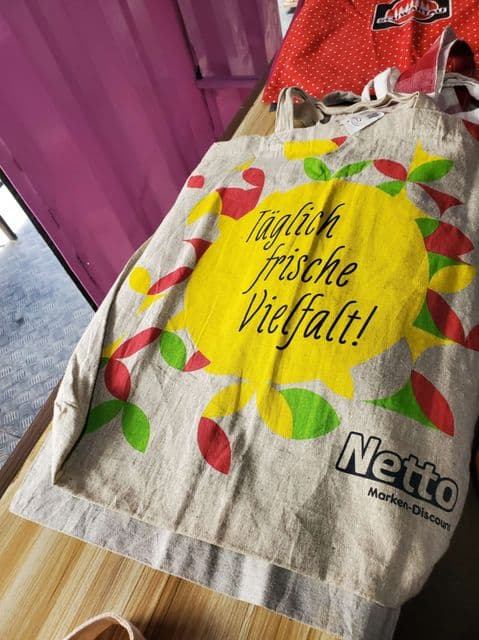 Täglich
frische
Vielfalt!
Netto
Marken-Discount